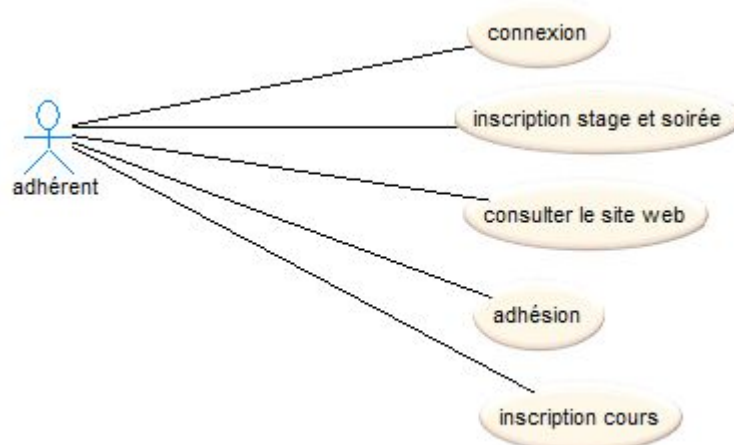 connexion
inscription stage et soirée
adhérent
consulter le site web
adhésion
inscription cours